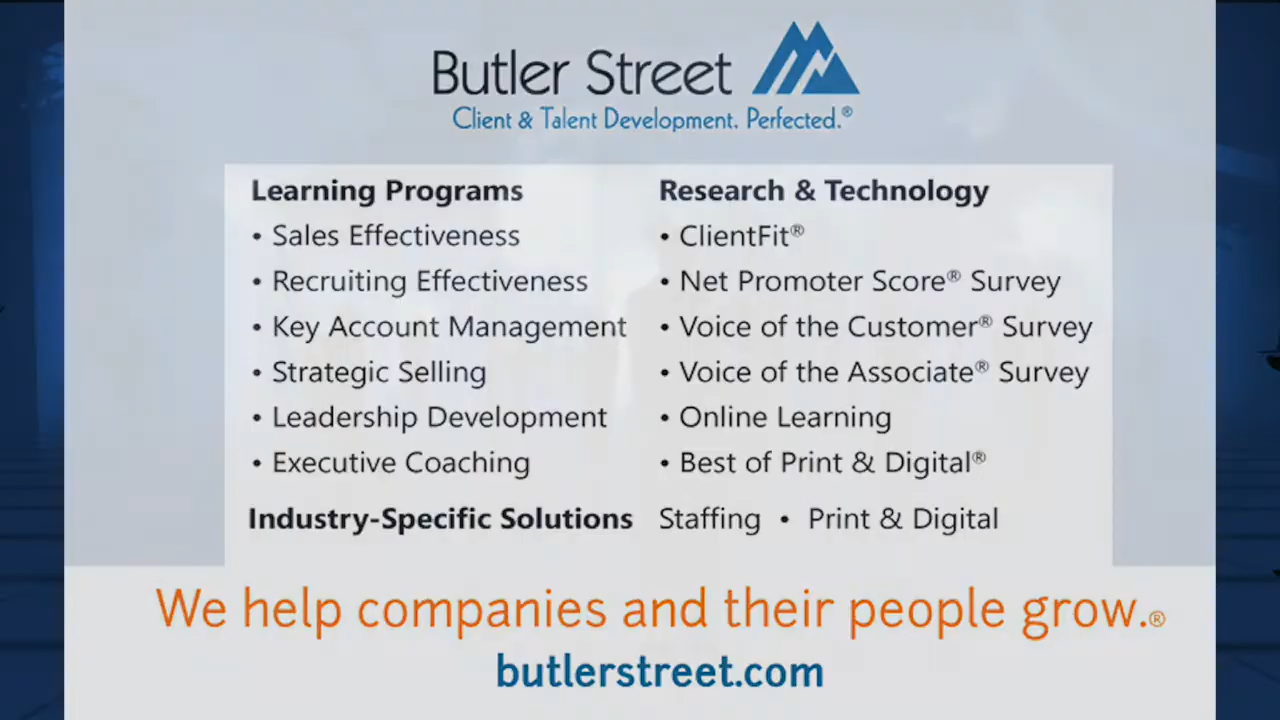 Butler Street
Client & Talent Development. Perfected.®
Learning Programs
• Sales Effectiveness
• Recruiting Effectiveness
• Key Account Management
• Strategic Selling
• Leadership Development
• Executive Coaching
Research & Technology
• ClientFit®
• Net Promoter Score® Survey
• Voice of the Customer® Survey
• Voice of the Associate® Survey
• Online Learning
• Best of Print & Digital®
Industry-Specific Solutions Staffing • Print & Digital
We help companies and their people grow.®
butlerstreet.com